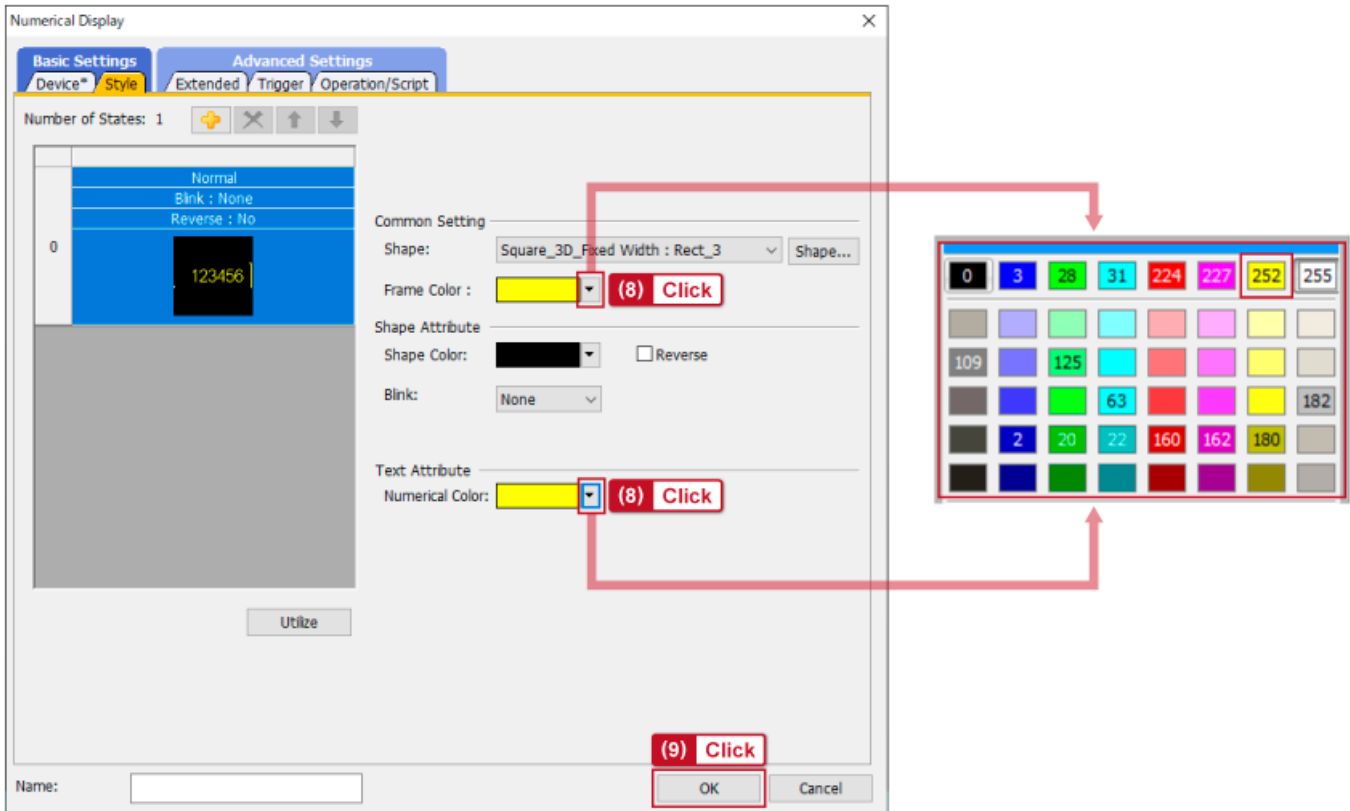 Numerical Display
Basic Settings Advanced Settings
Device* Style Extended Trigger Operation/Script
Number of States: 1
Normal
Blink : None
Reverse : No
0
123456
Common Setting
Shape: Square_3D_Fixed Width : Rect_3 Shape...
Frame Color : (8) Click
Shape Attribute
Shape Color: Reverse
Blink: None
Text Attribute
Numerical Color: (8) Click
Utilize
(9) Click
Name: OK Cancel
0 3 28 31 224 227 252 255
109 125
63 182
2 20 22 160 162 180